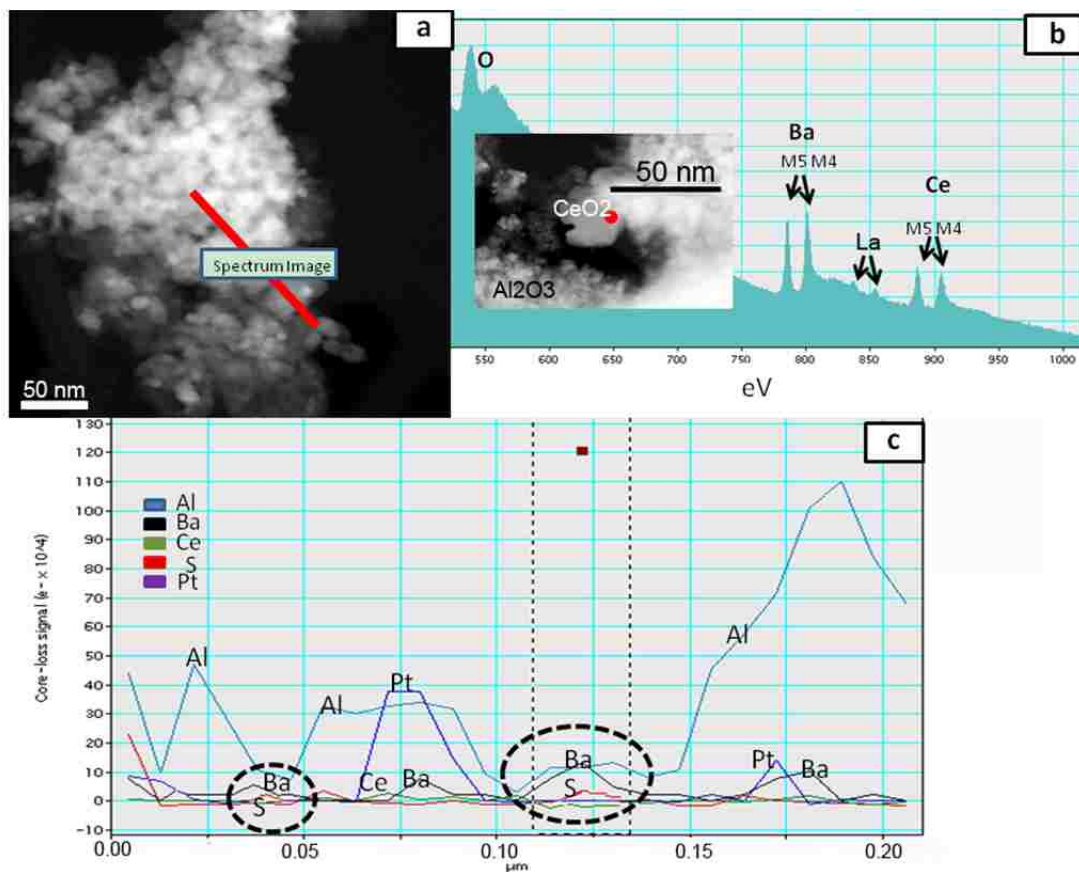 a
Spectrum Image
50 nm
b
O
50 nm
CeO2
Al2O3
Ba
M5 M4
La
Ce
M5 M4
550 600 650 700 750 800 850 900 950 1000
eV
c
130
120
110
100
90
80
70
60
50
40
30
20
10
0
-10
Core-loss signal (e- x 10^4)
Al
Ba
Ce
S
Pt
Al
Al
Pt
Al
Ba
S
Ce
Ba
Ba
S
Pt
Ba
0.00 0.05 0.10 0.15 0.20
µm